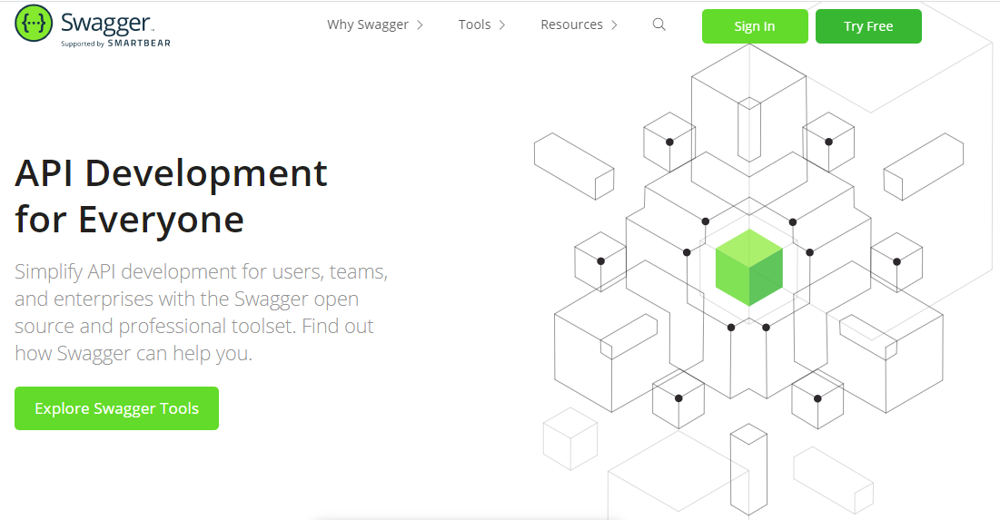 {···} Swagger™
Supported by SMARTBEAR
Why Swagger
Tools
Resources
Sign In
Try Free
API Development
for Everyone
Simplify API development for users, teams,
and enterprises with the Swagger open
source and professional toolset. Find out
how Swagger can help you.
Explore Swagger Tools